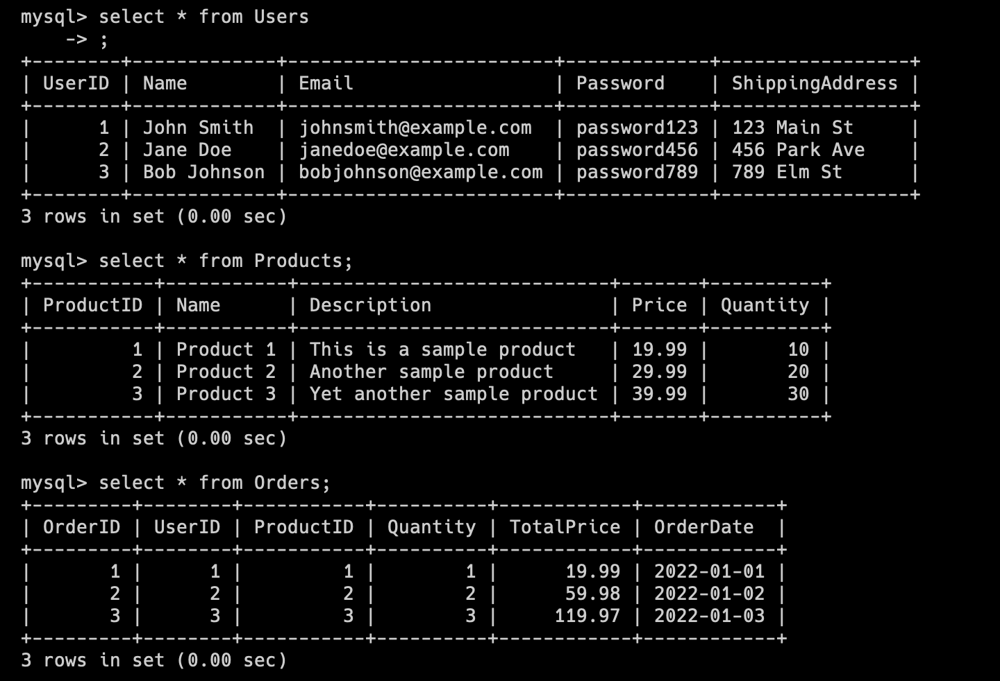 mysql> select * from Users
    -> ;
+--------+-------------+------------------------+-------------+-----------------+
| UserID | Name        | Email                  | Password    | ShippingAddress |
+--------+-------------+------------------------+-------------+-----------------+
|      1 | John Smith  | johnsmith@example.com  | password123 | 123 Main St     |
|      2 | Jane Doe    | janedoe@example.com    | password456 | 456 Park Ave    |
|      3 | Bob Johnson | bobjohnson@example.com | password789 | 789 Elm St      |
+--------+-------------+------------------------+-------------+-----------------+
3 rows in set (0.00 sec)

mysql> select * from Products;
+-----------+-----------+----------------------------+-------+----------+
| ProductID | Name      | Description                | Price | Quantity |
+-----------+-----------+----------------------------+-------+----------+
|         1 | Product 1 | This is a sample product   | 19.99 |       10 |
|         2 | Product 2 | Another sample product     | 29.99 |       20 |
|         3 | Product 3 | Yet another sample product | 39.99 |       30 |
+-----------+-----------+----------------------------+-------+----------+
3 rows in set (0.00 sec)

mysql> select * from Orders;
+---------+--------+-----------+----------+------------+------------+
| OrderID | UserID | ProductID | Quantity | TotalPrice | OrderDate  |
+---------+--------+-----------+----------+------------+------------+
|       1 |      1 |         1 |        1 |      19.99 | 2022-01-01 |
|       2 |      2 |         2 |        2 |      59.98 | 2022-01-02 |
|       3 |      3 |         3 |        3 |     119.97 | 2022-01-03 |
+---------+--------+-----------+----------+------------+------------+
3 rows in set (0.00 sec)